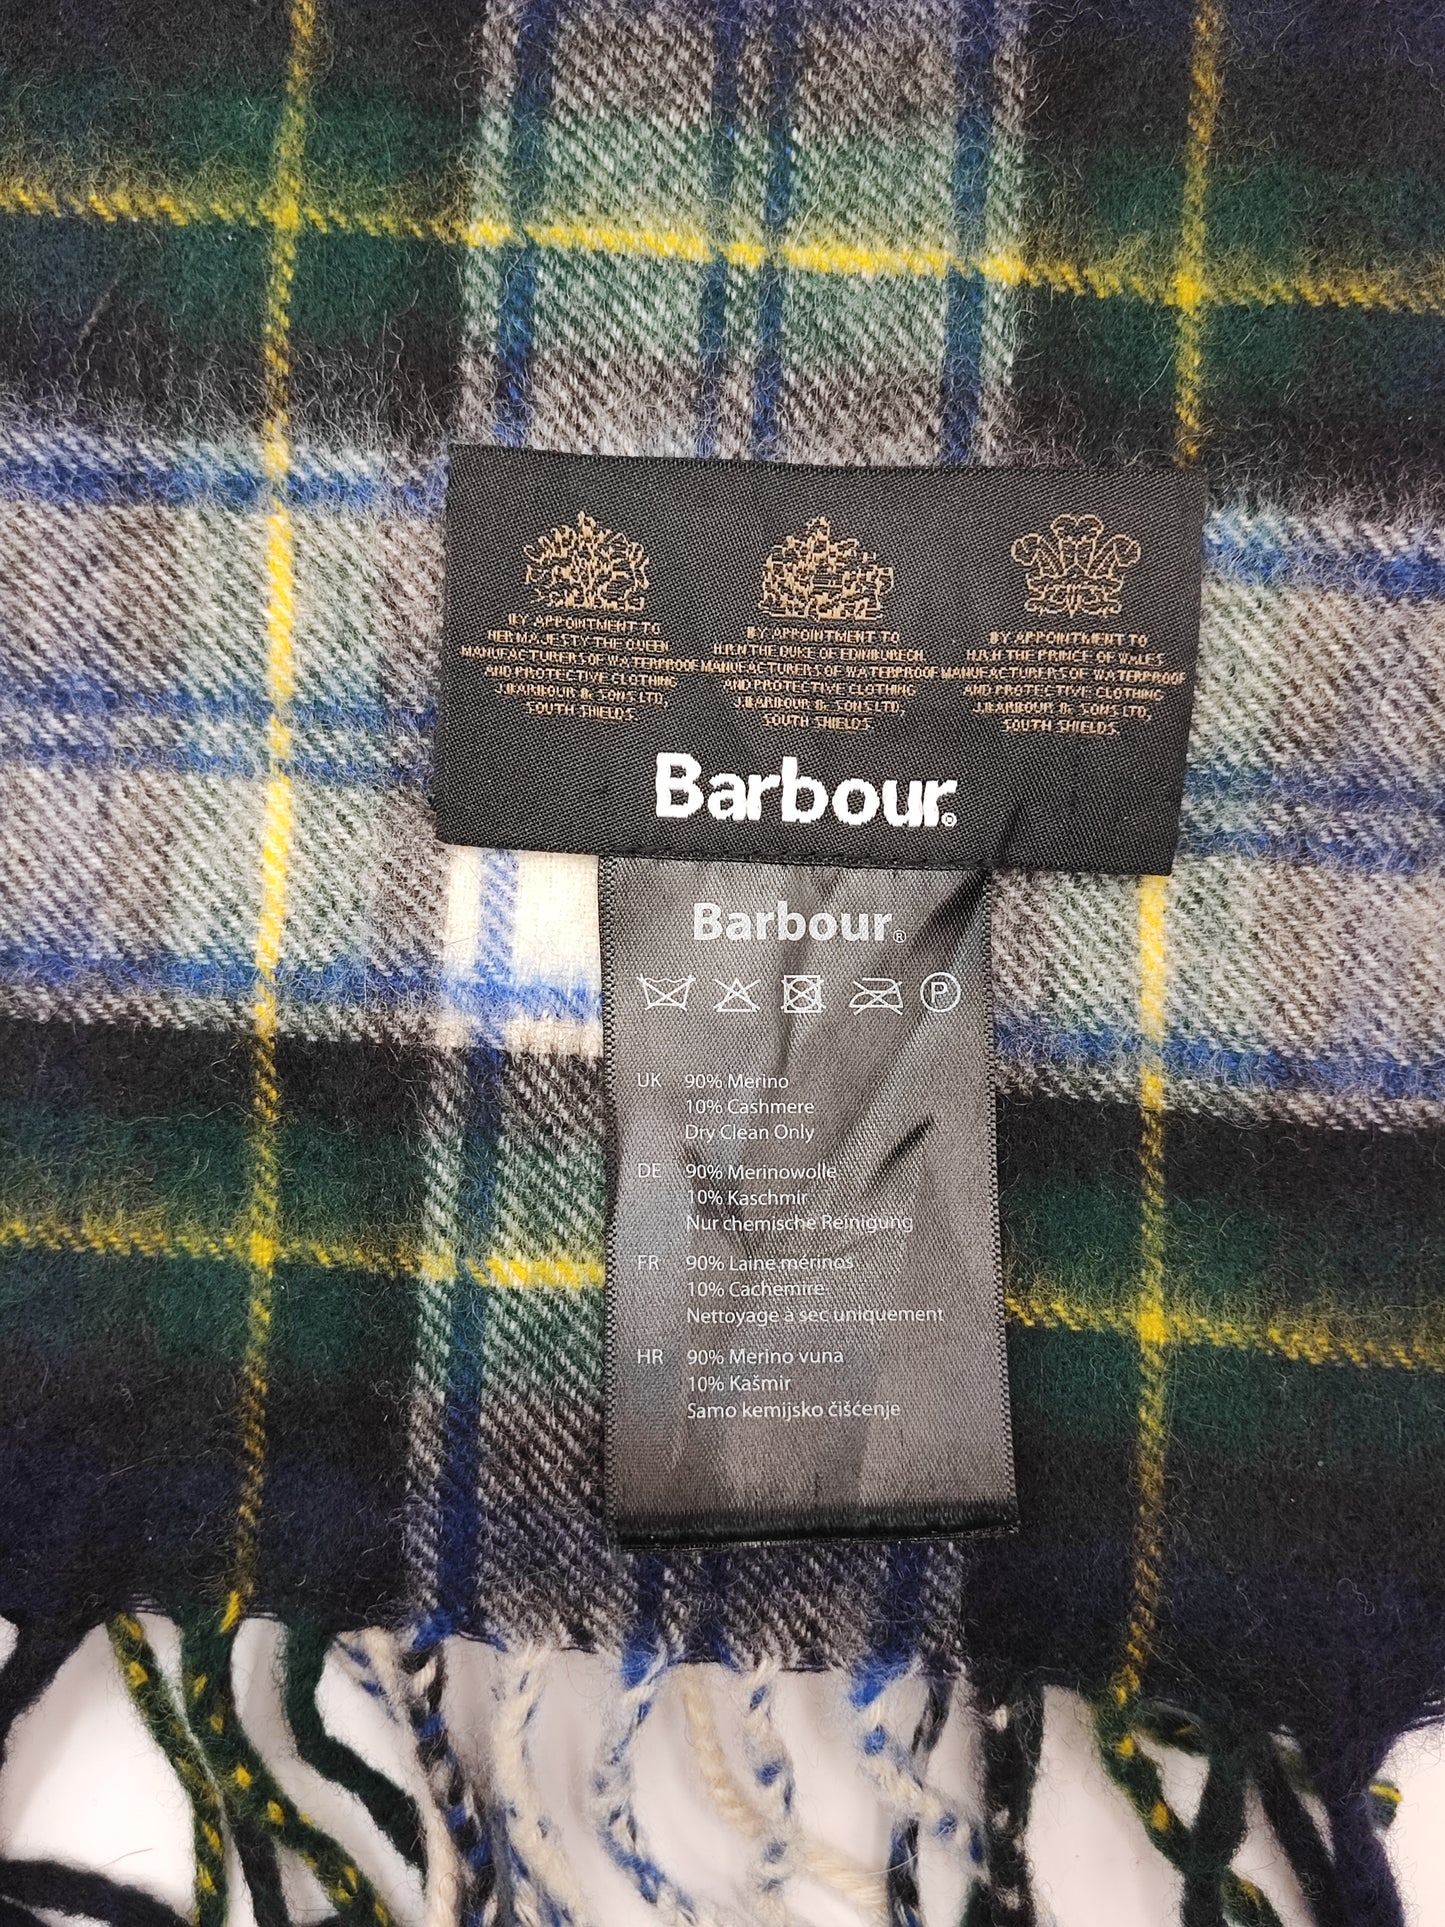 BY APPOINTMENT TO
HER MAJESTY THE QUEEN
MANUFACTURERS OF WATERPROOF
AND PROTECTIVE CLOTHING
J.BARBOUR & SONS LTD,
SOUTH SHIELDS.
BY APPOINTMENT TO
H.R.H THE DUKE OF EDINBURGH.
MANUFACTURERS OF WATERPROOF
AND PROTECTIVE CLOTHING
J.BARBOUR & SONS LTD,
SOUTH SHIELDS
BY APPOINTMENT TO
H.R.H THE PRINCE OF WALES
MANUFACTURERS OF WATERPROOF
AND PROTECTIVE CLOTHING
J.BARBOUR & SONS LTD,
SOUTH SHIELDS.
Barbour®
Barbour®
P
UK 90% Merino
10% Cashmere
Dry Clean Only
DE 90% Merinowolle
10% Kaschmir
Nur chemische Reinigung
FR 90% Laine mérinos
10% Cachemire
Nettoyage à sec uniquement
HR 90% Merino vuna
10% Kašmir
Samo kemijsko čišćenje